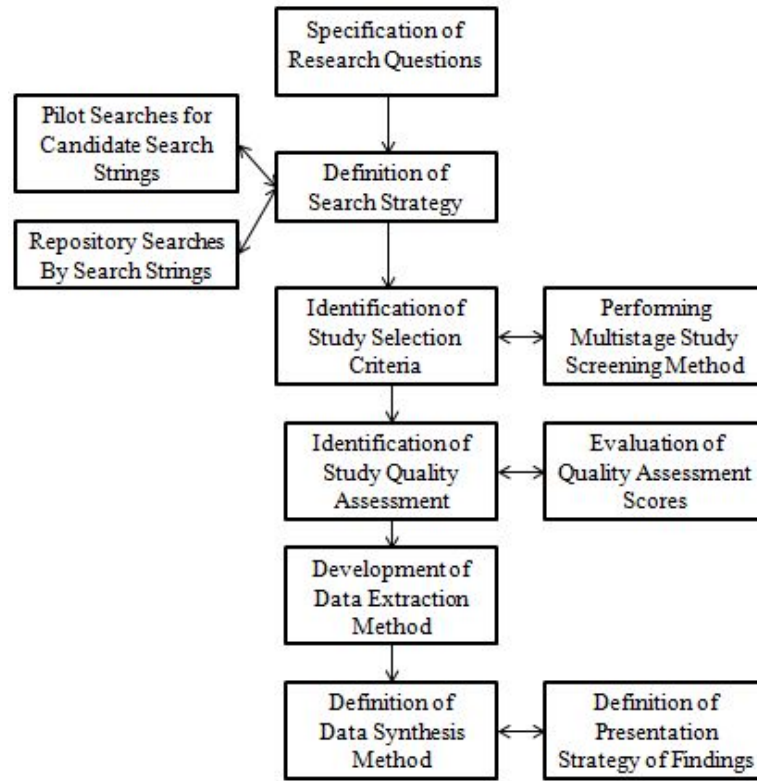 Specification of
Research Questions
Pilot Searches for
Candidate Search
Strings
Definition of
Search Strategy
Repository Searches
By Search Strings
Identification of
Study Selection
Criteria
Performing
Multistage Study
Screening Method
Identification of
Study Quality
Assessment
Evaluation of
Quality Assessment
Scores
Development of
Data Extraction
Method
Definition of
Data Synthesis
Method
Definition of
Presentation
Strategy of Findings